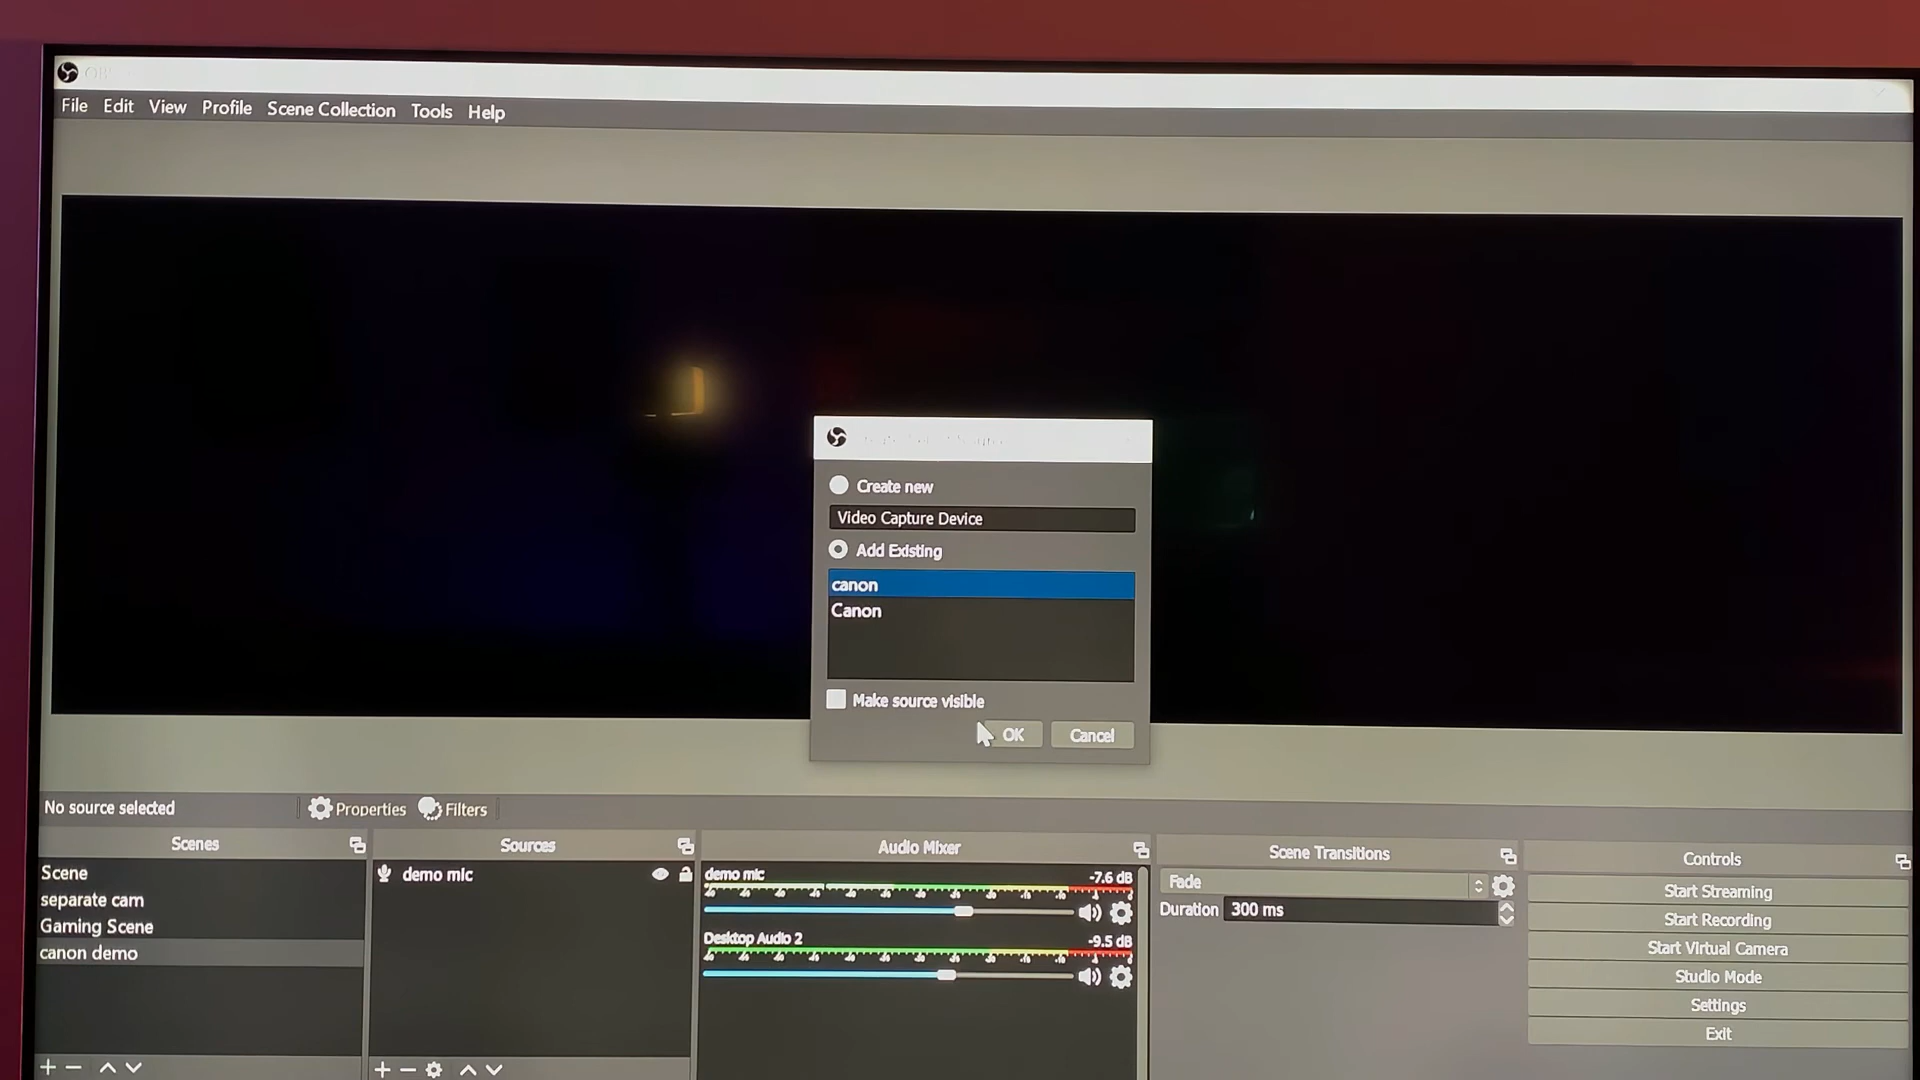 File Edit View Profile Scene Collection Tools Help
Create new
Video Capture Device
Add Existing
canon
Canon
Make source visible
OK Cancel
No source selected Properties Filters
Scenes Sources Audio Mixer Scene Transitions Controls
Scene
separate cam
Gaming Scene
canon demo
demo mic
demo mic -7.6 dB
Desktop Audio 2 -9.5 dB
Fade
Duration 300 ms
Start Streaming
Start Recording
Start Virtual Camera
Studio Mode
Settings
Exit